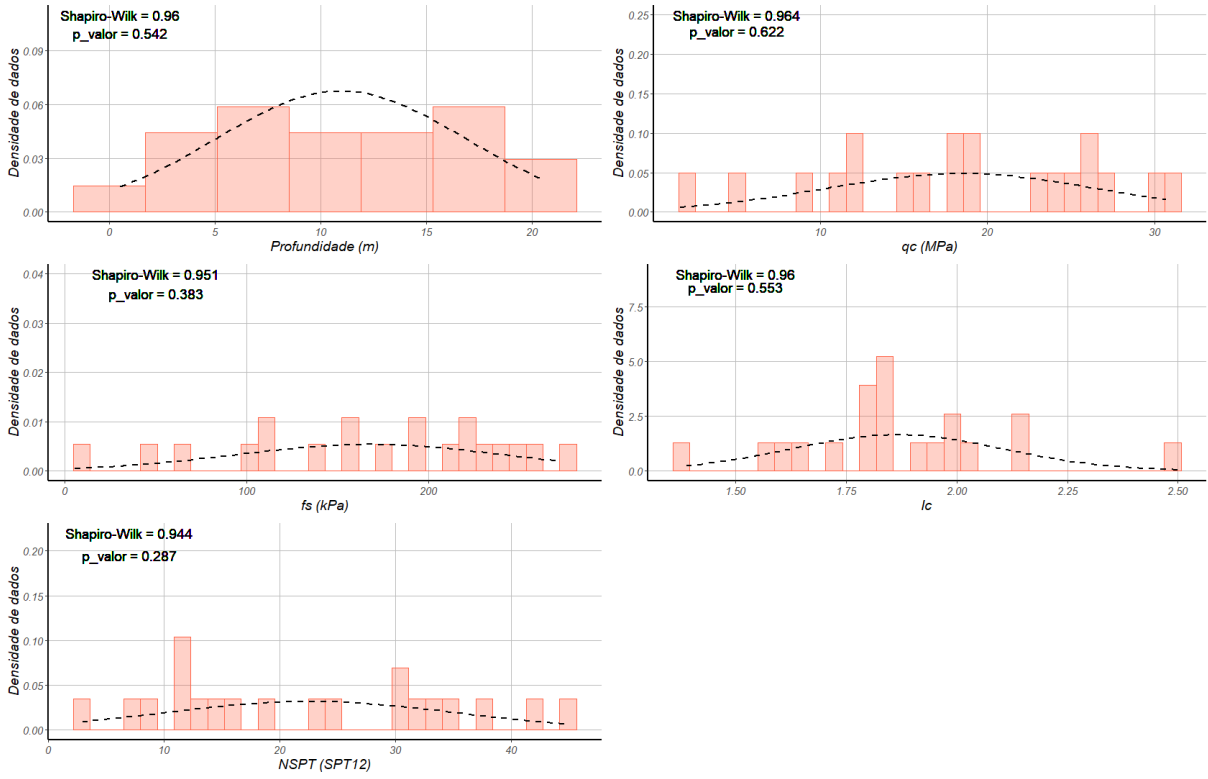 Shapiro-Wilk = 0.96
p_valor = 0.542
Densidade de dados
0.09
0.06
0.03
0.00
0
5
10
15
20
Profundidade (m)
Shapiro-Wilk = 0.964
p_valor = 0.622
Densidade de dados
0.25
0.20
0.15
0.10
0.05
0.00
10
20
30
qc (MPa)
Shapiro-Wilk = 0.951
p_valor = 0.383
Densidade de dados
0.04
0.03
0.02
0.01
0.00
0
100
200
fs (kPa)
Shapiro-Wilk = 0.96
p_valor = 0.553
Densidade de dados
7.5
5.0
2.5
0.0
1.50
1.75
2.00
2.25
2.50
Ic
Shapiro-Wilk = 0.944
p_valor = 0.287
Densidade de dados
0.20
0.15
0.10
0.05
0.00
0
10
20
30
40
NSPT (SPT12)